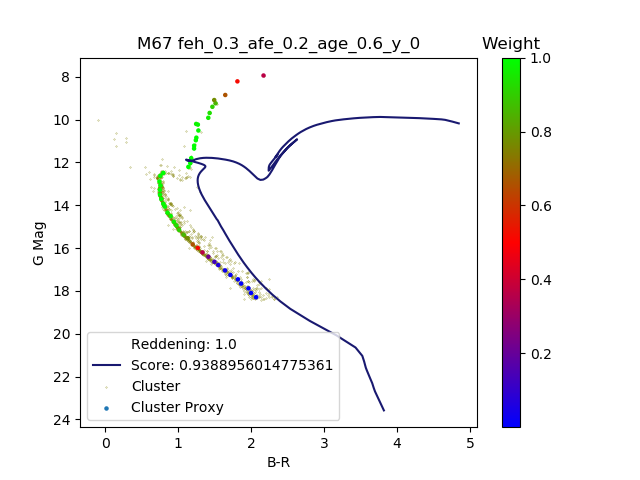 M67 feh_0.3_afe_0.2_age_0.6_y_0
Weight
8
10
12
14
16
18
20
22
24
G Mag
0
1
2
3
4
5
B-R
Reddening: 1.0
Score: 0.9388956014775361
Cluster
Cluster Proxy
1.0
0.8
0.6
0.4
0.2